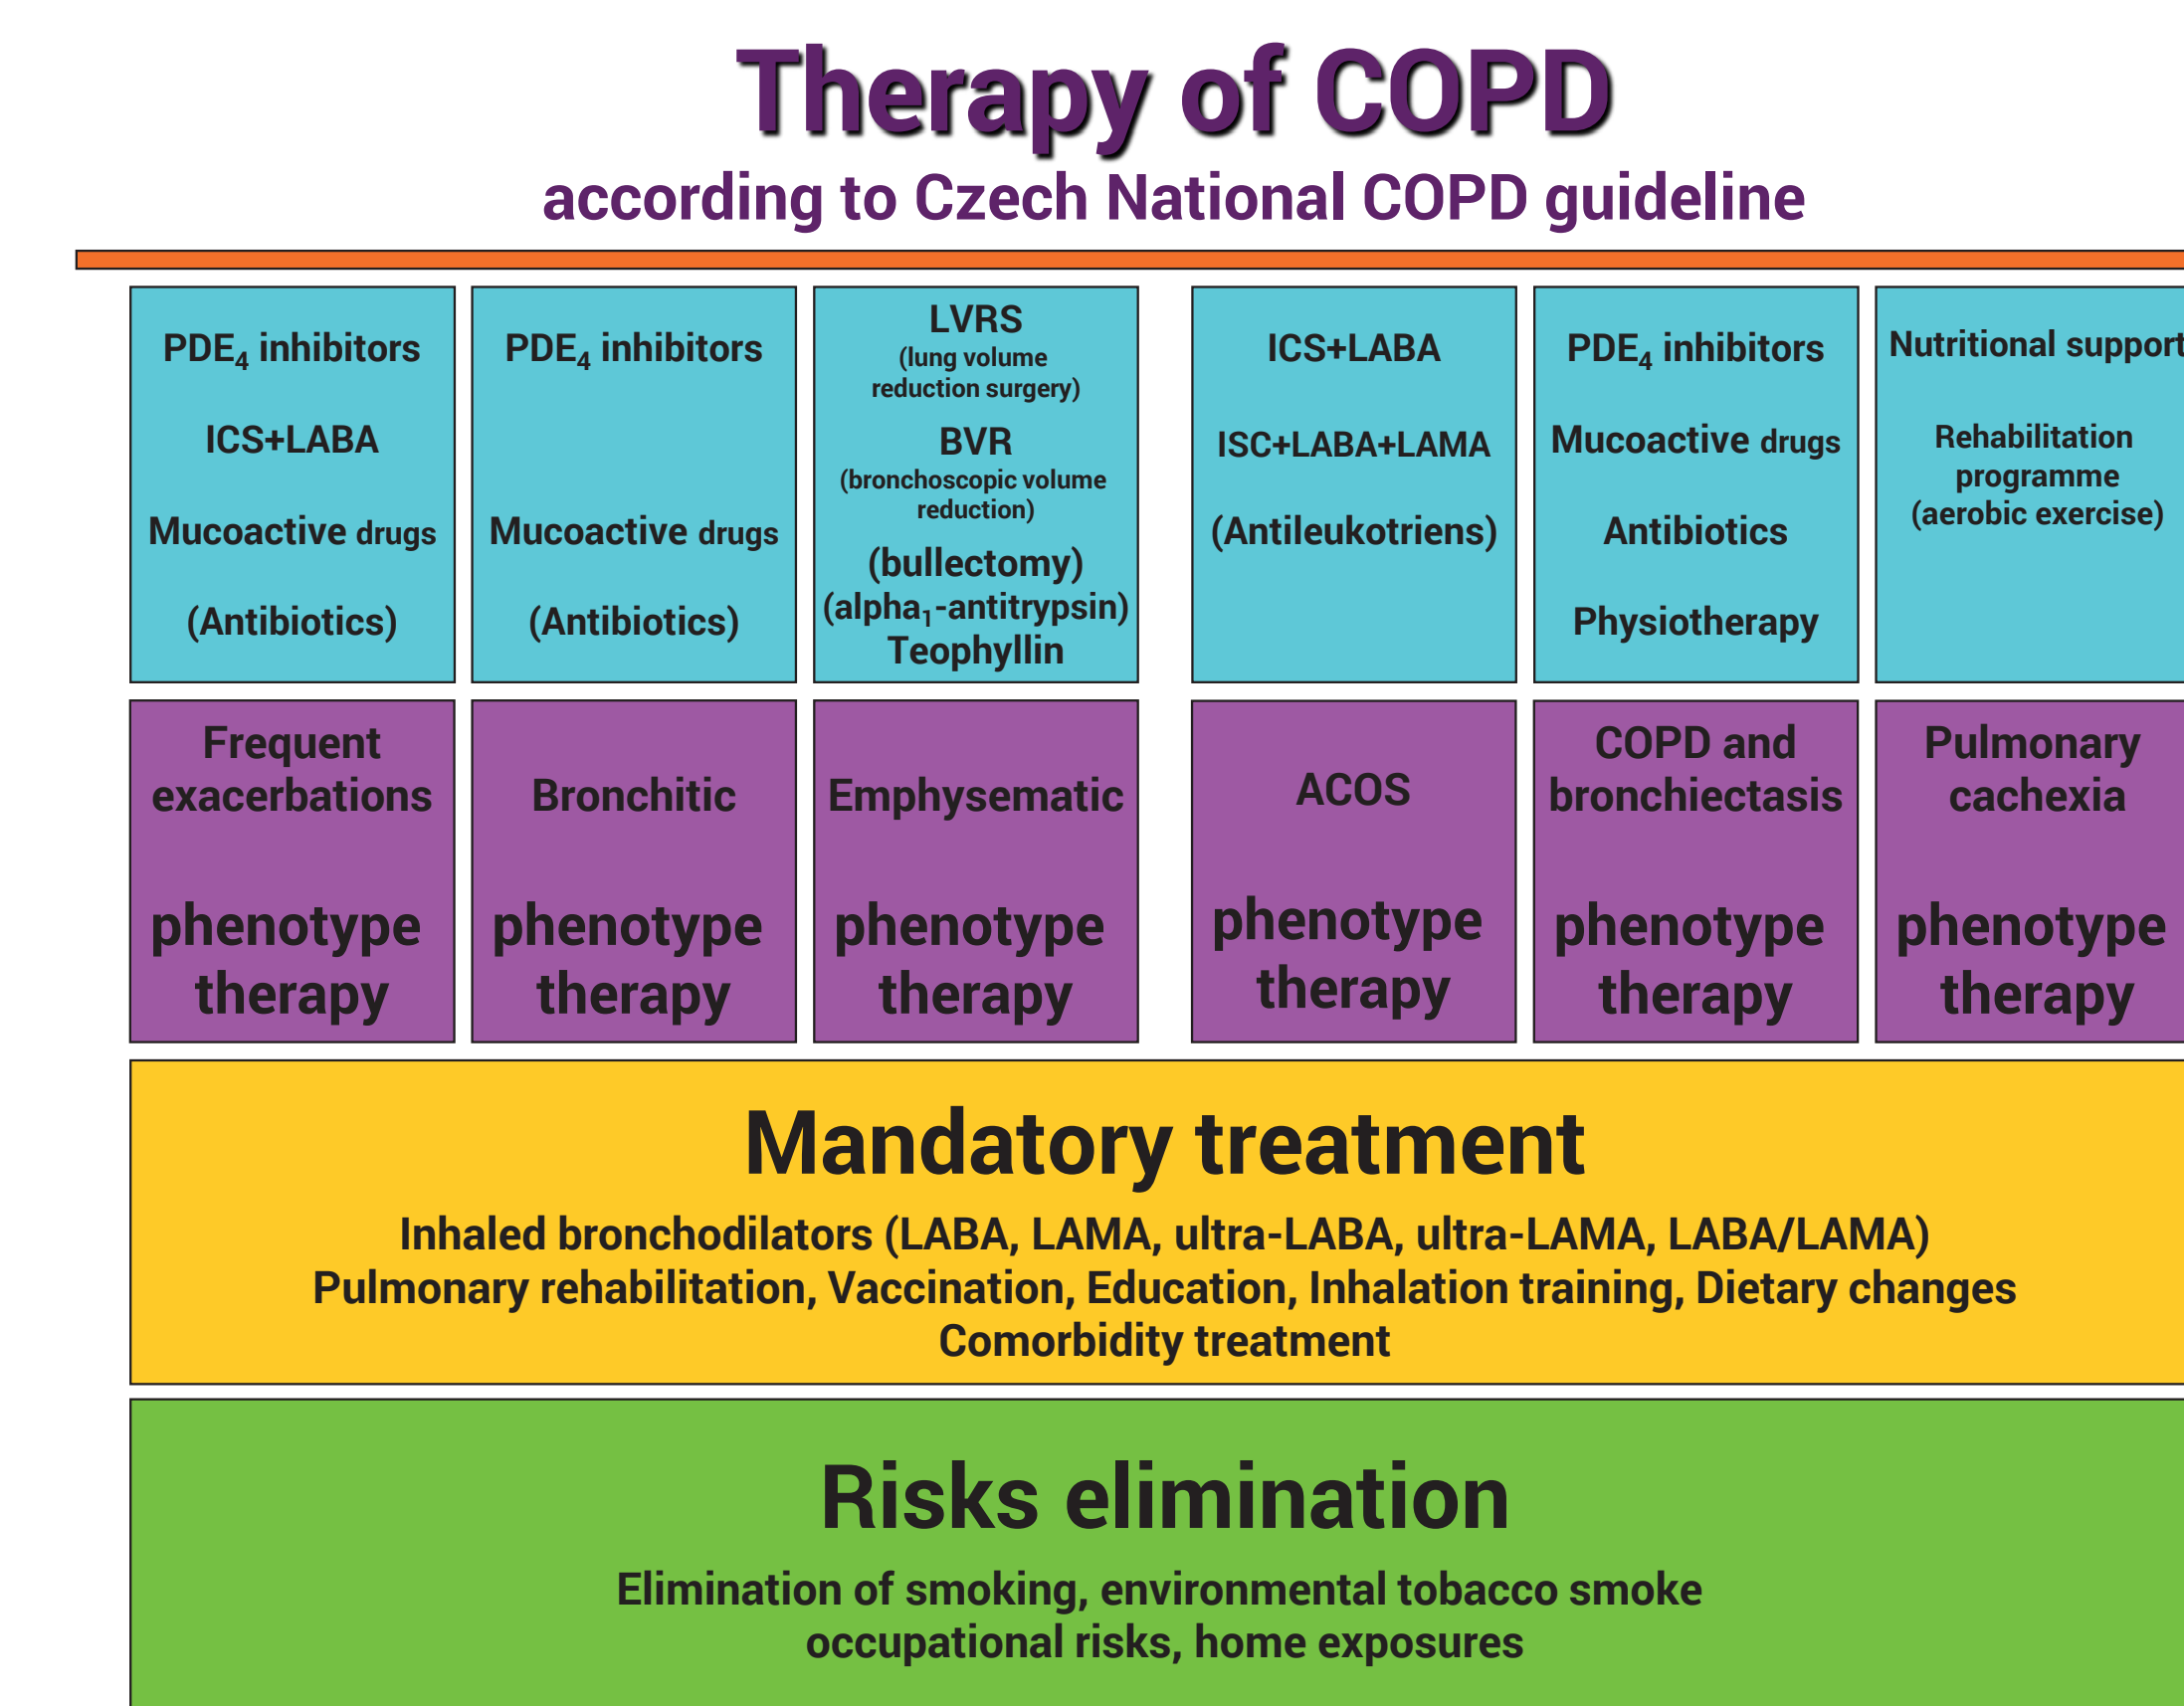 Therapy of COPD
according to Czech National COPD guideline
PDE4 inhibitors
ICS+LABA
Mucoactive drugs
(Antibiotics)
PDE4 inhibitors
Mucoactive drugs
(Antibiotics)
LVRS
(lung volume
reduction surgery)
BVR
(bronchoscopic volume
reduction)
(bullectomy)
(alpha1-antitrypsin)
Teophyllin
ICS+LABA
ISC+LABA+LAMA
(Antileukotriens)
PDE4 inhibitors
Mucoactive drugs
Antibiotics
Physiotherapy
Nutritional support
Rehabilitation
programme
(aerobic exercise)
Frequent
exacerbations
phenotype
therapy
Bronchitic
phenotype
therapy
Emphysematic
phenotype
therapy
ACOS
phenotype
therapy
COPD and
bronchiectasis
phenotype
therapy
Pulmonary
cachexia
phenotype
therapy
Mandatory treatment
Inhaled bronchodilators (LABA, LAMA, ultra-LABA, ultra-LAMA, LABA/LAMA)
Pulmonary rehabilitation, Vaccination, Education, Inhalation training, Dietary changes
Comorbidity treatment
Risks elimination
Elimination of smoking, environmental tobacco smoke
occupational risks, home exposures